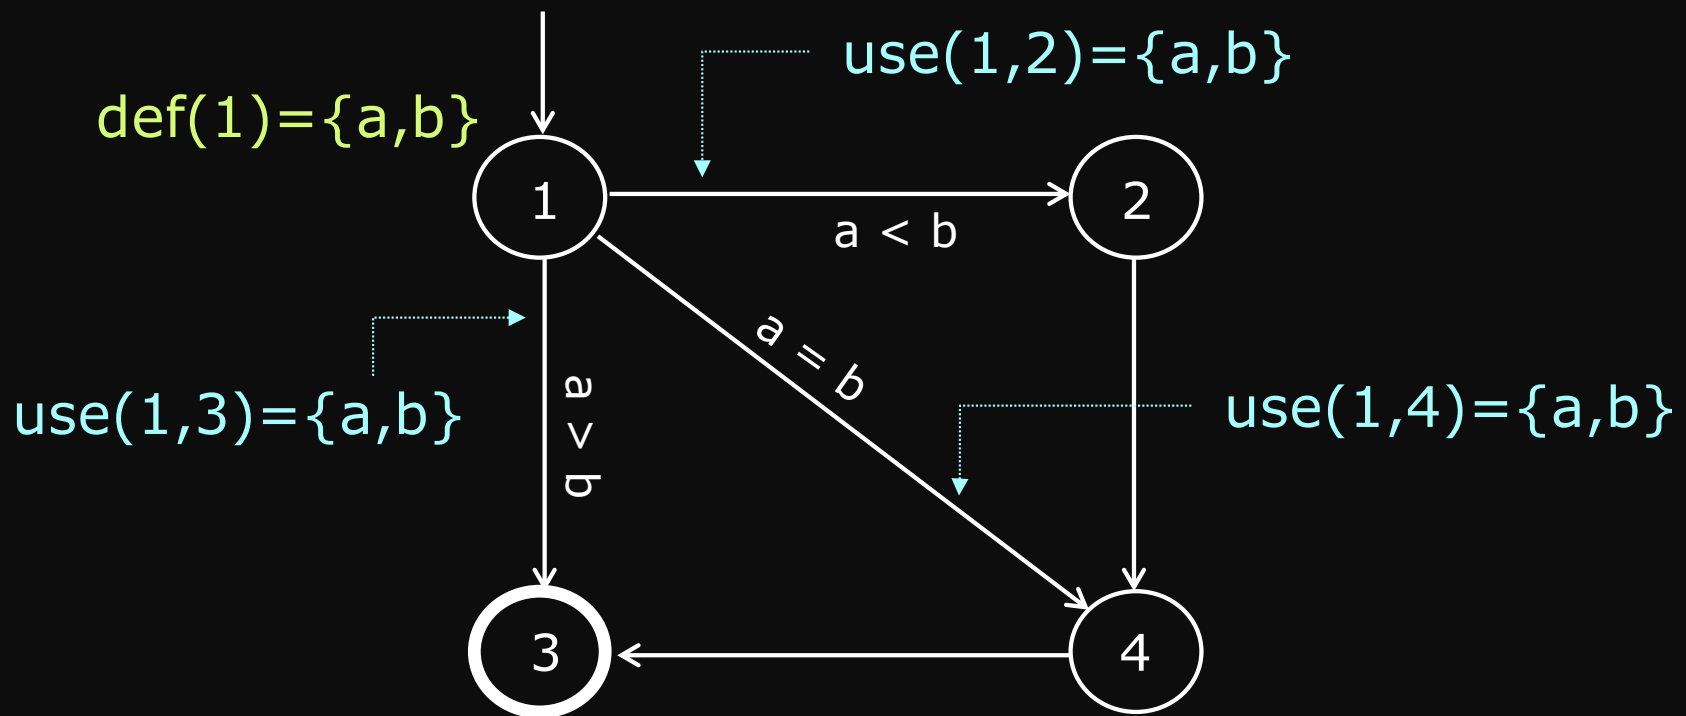 use(1,2)={a,b}
def(1)={a,b}
1
2
a < b
a = b
a > b
use(1,3)={a,b}
use(1,4)={a,b}
3
4